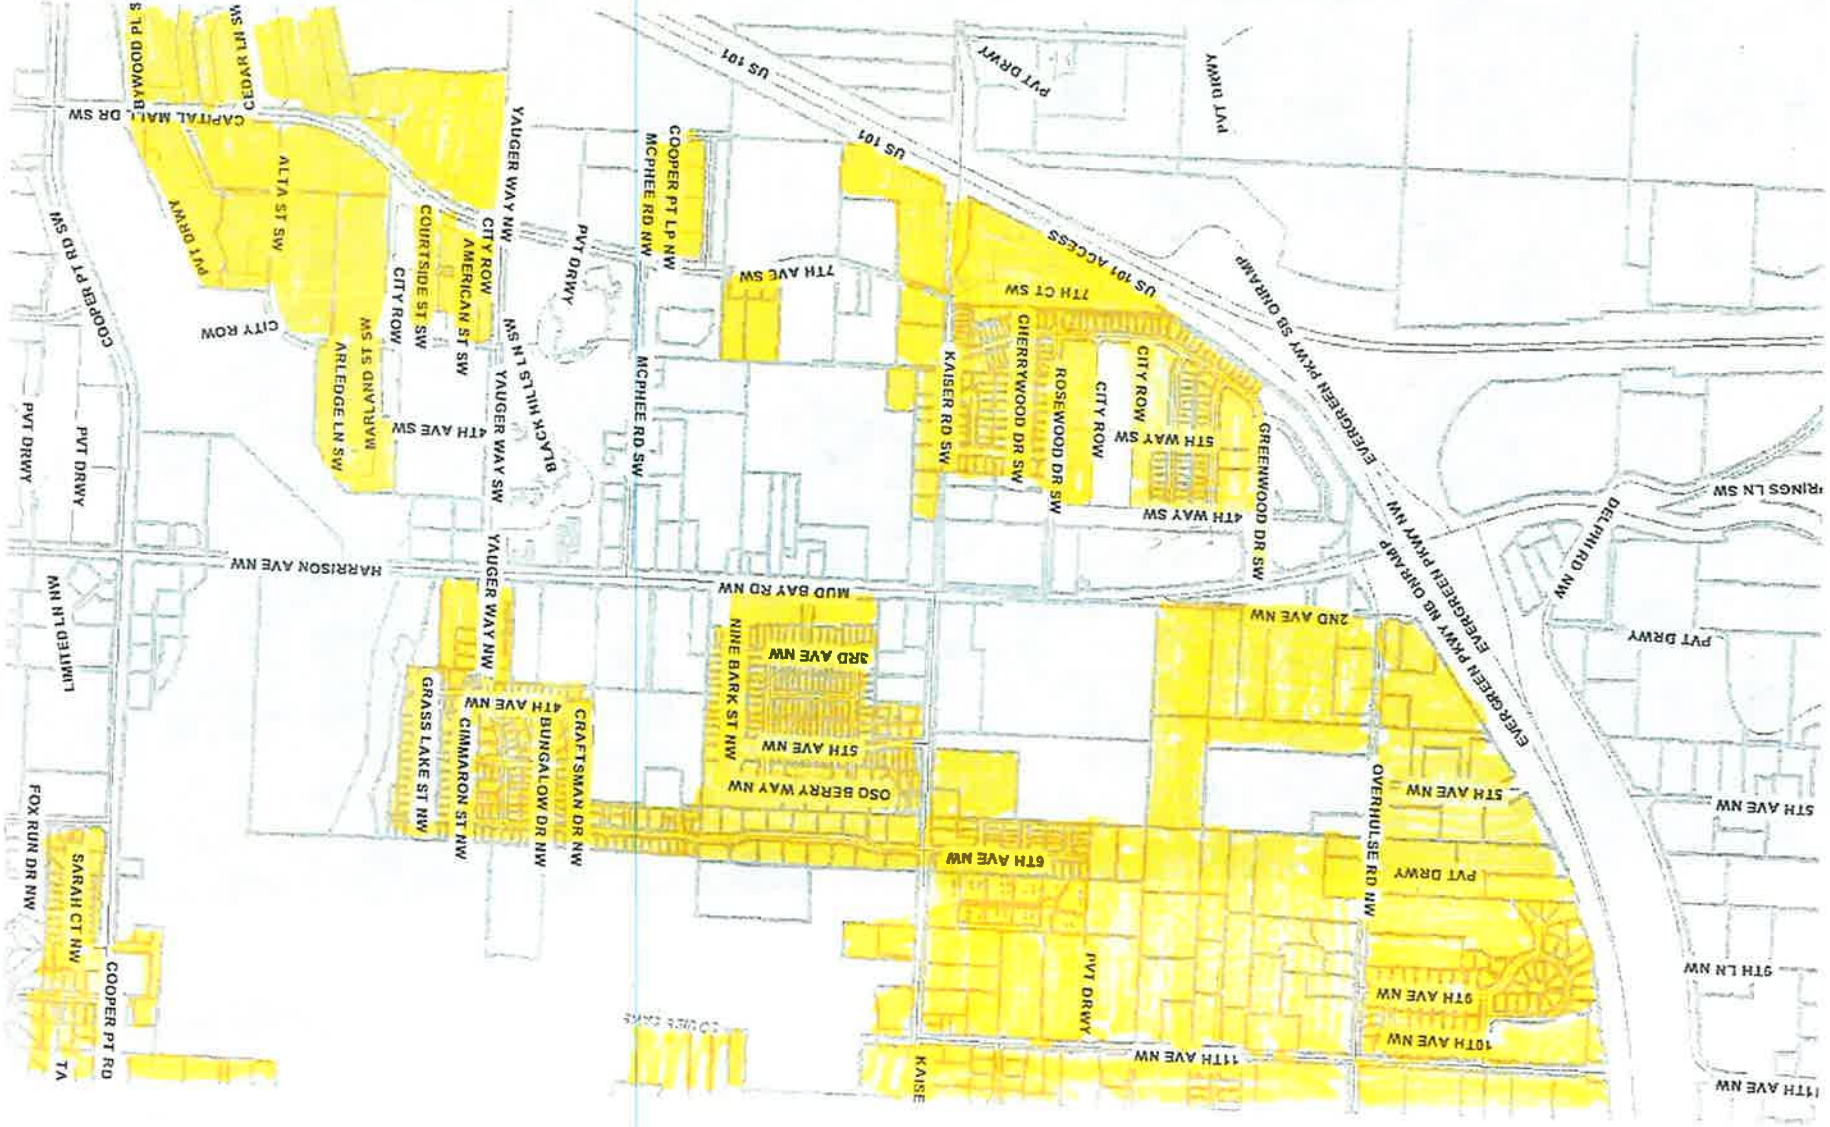 BYWOOD PL S
CEDAR LN SW
CAPITAL MALL DR SW
COOPER PT RD SW
COOPER PT RD SW
PVT DRWY
ALTA ST SW
CITY ROW
PVT DRWY
PVT DRWY
ARLEDGE LN SW
MARLAND ST SW
CITY ROW
COURTSIDE ST SW
AMERICAN ST SW
CITY ROW
4TH AVE SW
YAUGER WAY NW
YAUGER WAY SW
BLACK HILLS LN SW
PVT DRWY
MCPHEE RD NW
COOPER PT LP NW
MCPHEE RD SW
7TH AVE SW
US 101
US 101
PVT DRWY
PVT DRWY
US 101 ACCESS
US 101
7TH CT SW
KAISER RD SW
CHERRYWOOD DR SW
ROSEWOOD DR SW
CITY ROW
CITY ROW
5TH WAY SW
4TH WAY SW
GREENWOOD DR SW
EVERGREEN PKWY SB ONRAMP
EVERGREEN PKWY NW
EVERGREEN PKWY NB ONRAMP
EVERGREEN PKWY NW
EVERGREEN
DELPHI RD NW
RINGS LN SW
PVT DRWY
HARRISON AVE NW
MUD BAY RD NW
2ND AVE NW
LIMITED LN NW
YAUGER WAY NW
4TH AVE NW
GRASS LAKE ST NW
CIMMARON ST NW
BUNGALOW DR NW
CRAFTSMAN DR NW
NINE BARK ST NW
3RD AVE NW
5TH AVE NW
OSO BERRY WAY NW
6TH AVE NW
OVERHULSE RD NW
5TH AVE NW
5TH AVE NW
PVT DRWY
FOX RUN DR NW
SARAH CT NW
COOPER PT RD
TA
PVT DRWY
9TH AVE NW
9TH LN NW
10TH AVE NW
11TH AVE NW
11TH AVE NW
KAISE